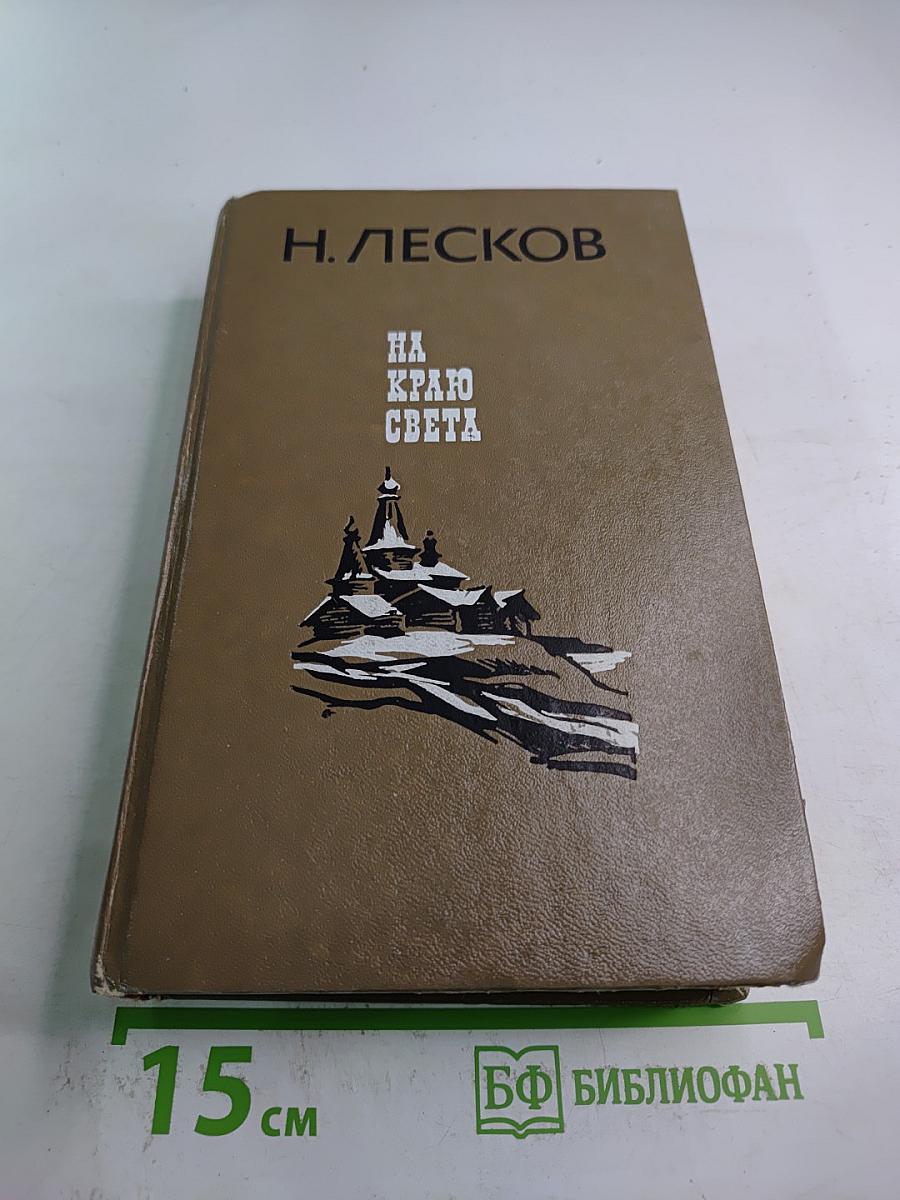 Н. ЛЕСКОВ
НА
КРАЮ
СВЕТА
15 см
БФ БИБЛИОФАН